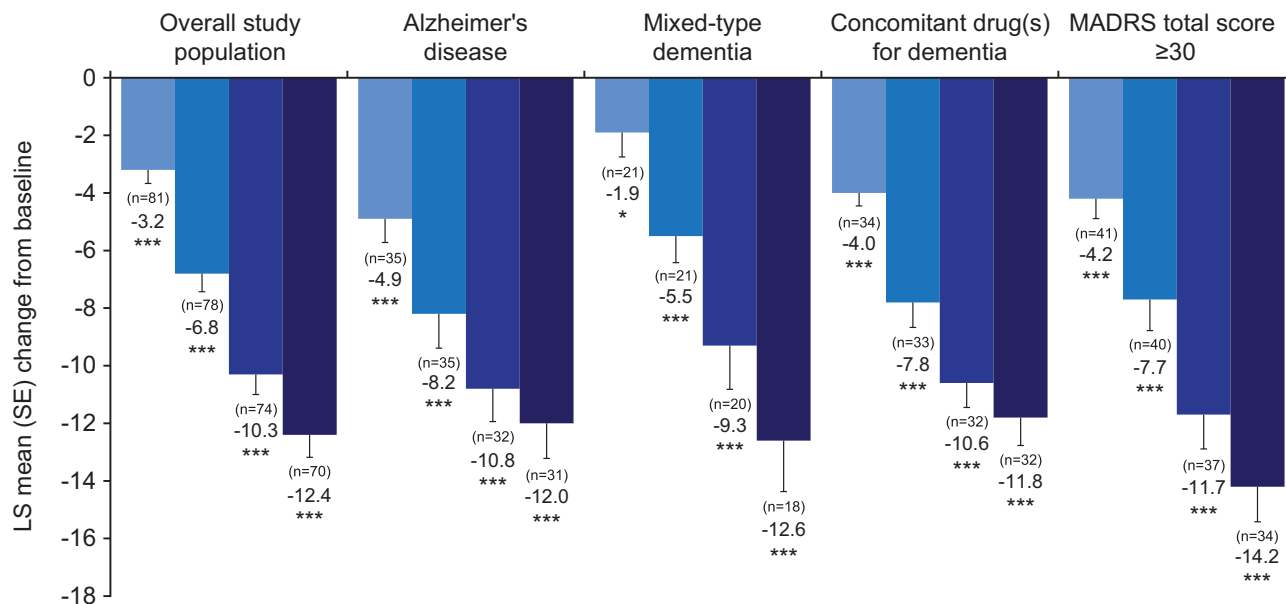 Overall study
population
Alzheimer's
disease
Mixed-type
dementia
Concomitant drug(s)
for dementia
MADRS total score
≥30
LS mean (SE) change from baseline
0
-2
-4
-6
-8
-10
-12
-14
-16
-18
(n=81)
-3.2
***
(n=78)
-6.8
***
(n=74)
-10.3
***
(n=70)
-12.4
***
(n=35)
-4.9
***
(n=35)
-8.2
***
(n=32)
-10.8
***
(n=31)
-12.0
***
(n=21)
-1.9
*
(n=21)
-5.5
***
(n=20)
-9.3
***
(n=18)
-12.6
***
(n=34)
-4.0
***
(n=33)
-7.8
***
(n=32)
-10.6
***
(n=32)
-11.8
***
(n=41)
-4.2
***
(n=40)
-7.7
***
(n=37)
-11.7
***
(n=34)
-14.2
***